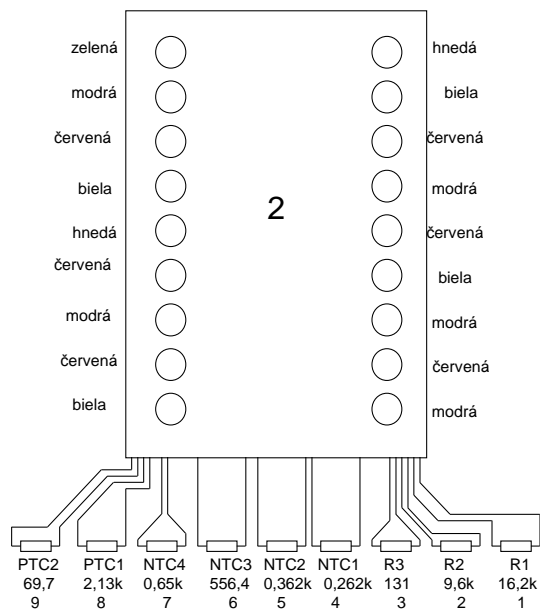 zelená
modrá
červená
biela
hnedá
červená
modrá
červená
biela
2
hnedá
biela
červená
modrá
červená
biela
modrá
červená
modrá
PTC2 PTC1 NTC4 NTC3 NTC2 NTC1 R3 R2 R1
69,7 2,13k 0,65k 556,4 0,362k 0,262k 131 9,6k 16,2k
9 8 7 6 5 4 3 2 1